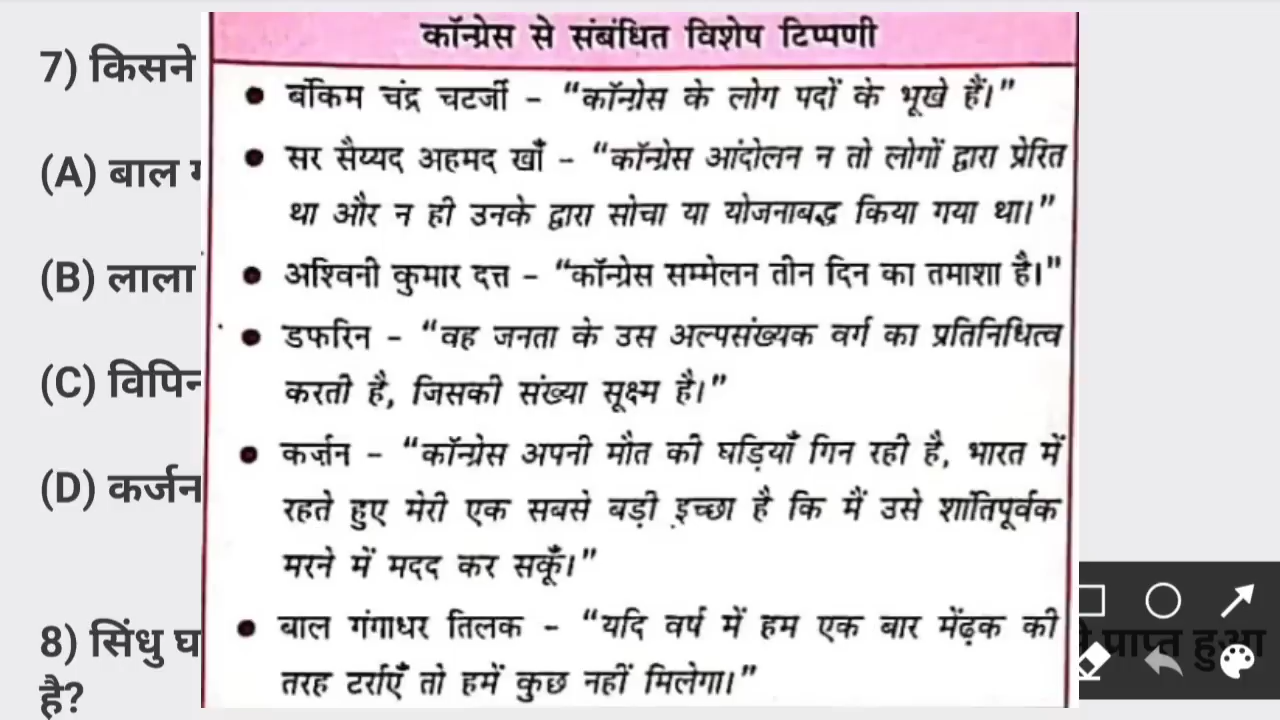 कॉन्ग्रेस से संबंधित विशेष टिप्पणी
• बंकिम चंद्र चटर्जी – “कॉन्ग्रेस के लोग पदों के भूखे हैं।”
• सर सैय्यद अहमद खाँ – “कॉन्ग्रेस आंदोलन न तो लोगों द्वारा प्रेरित
था और न ही उनके द्वारा सोचा या योजनाबद्ध किया गया था।”
• अश्विनी कुमार दत्त – “कॉन्ग्रेस सम्मेलन तीन दिन का तमाशा है।”
• डफरिन – “वह जनता के उस अल्पसंख्यक वर्ग का प्रतिनिधित्व
करती है, जिसकी संख्या सूक्ष्म है।”
• कर्ज़न – “कॉन्ग्रेस अपनी मौत की घड़ियाँ गिन रही है, भारत में
रहते हुए मेरी एक सबसे बड़ी इच्छा है कि मैं उसे शांतिपूर्वक
मरने में मदद कर सकूँ।”
• बाल गंगाधर तिलक – “यदि वर्ष में हम एक बार मेंढ़क की
तरह टर्राएँ तो हमें कुछ नहीं मिलेगा।”
7) किसने
(A) बाल
(B) लाला
(C) विपिन
(D) कर्जन
8) सिंधु घ
प्राप्त हुआ
है?